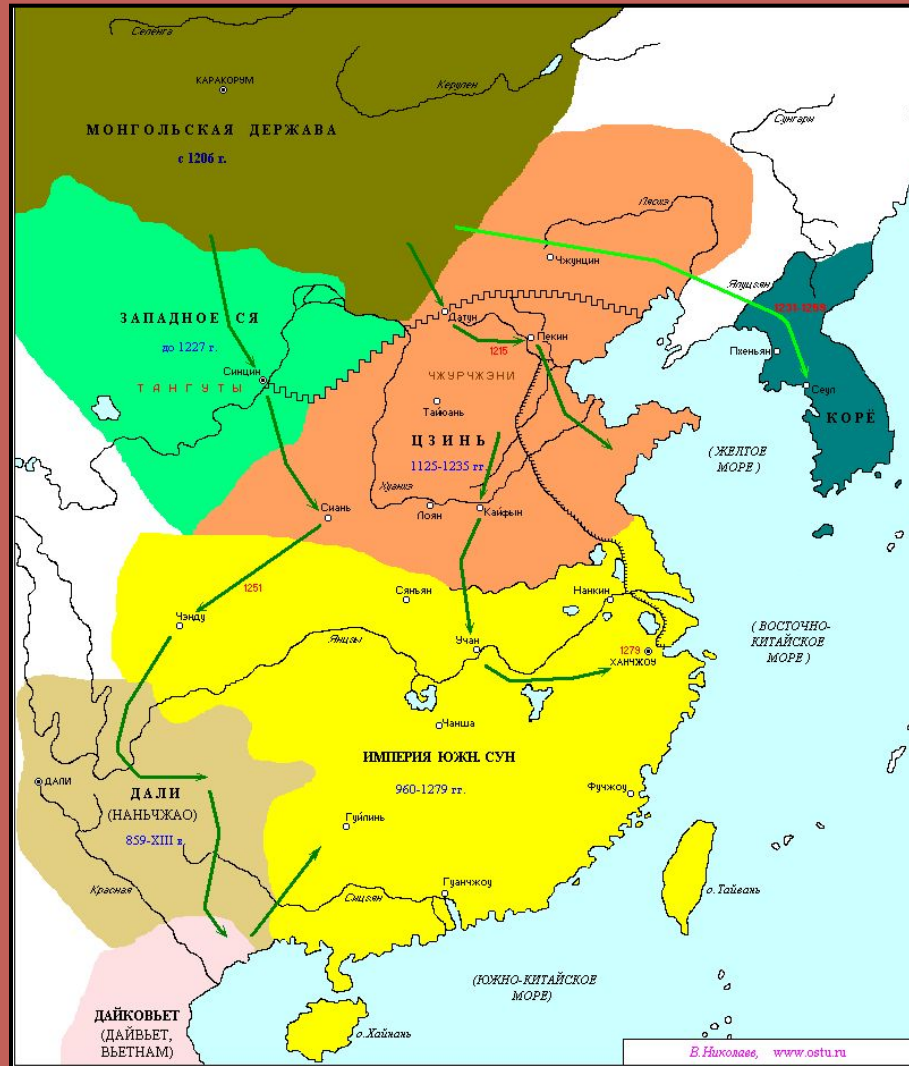 Селенга
КАРАКОРУМ
Керулен
МОНГОЛЬСКАЯ ДЕРЖАВА
с 1206 г.
Сунгари
Ляохэ
Чжунцин
Ялуцзян
ЗАПАДНОЕ СЯ
до 1227 г.
Синцин
ТАНГУТЫ
Датун
1215
Пекин
1231-1259
Пхеньян
Сеул
КОРЁ
ЧЖУРЧЖЭНИ
Тайюань
ЦЗИНЬ
1125-1235 гг.
(ЖЕЛТОЕ
МОРЕ)
Хуанхэ
Сиань
Лоян
Кайфын
1251
Сяньян
Нанкин
Чэнду
Янцзы
Учан
1279
ХАНЧЖОУ
(ВОСТОЧНО-
КИТАЙСКОЕ
МОРЕ)
Чанша
ИМПЕРИЯ ЮЖН. СУН
960-1279 гг.
ДАЛИ
ДАЛИ
(НАНЬЧЖАО)
859-XIII в.
Фучжоу
Гуйлинь
Красная
Сицзян
Гуанчжоу
о.Тайвань
(ЮЖНО-КИТАЙСКОЕ
МОРЕ)
ДАЙКОВЬЕТ
(ДАЙВЬЕТ,
ВЬЕТНАМ)
о.Хайнань
В.Николаев, www.ostu.ru